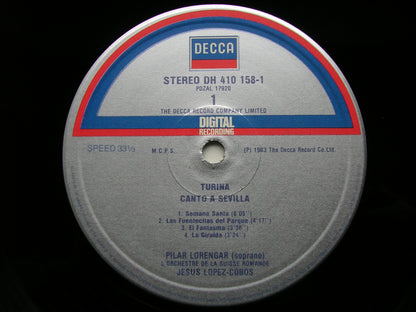 DECCA
STEREO DH 410 158-1
PDZAL 17920
1
THE DECCA RECORD COMPANY LIMITED
DIGITAL
RECORDING
SPEED 33⅓
M.C.P.S.
(P) 1983 The Decca Record Co. Ltd.
TURINA
CANTO A SEVILLA
1. Semana Santa (6'05")
2. Las Fuentecitas del Parque (4'17")
3. El Fantasma (3'36")
4. La Giralda (3'24")
PILAR LORENGAR (soprano)
L'ORCHESTRE DE LA SUISSE ROMANDE
JESUS LOPEZ-COBOS